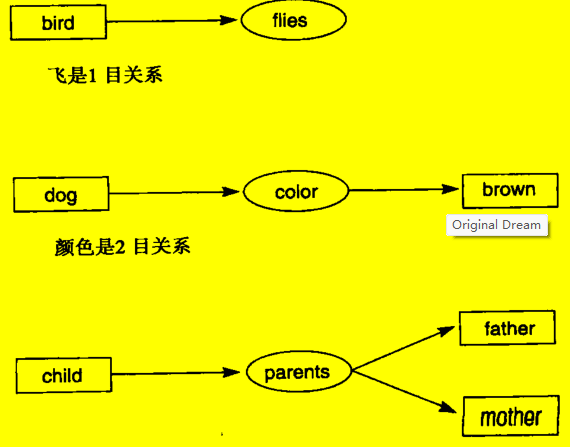 bird flies
飞是1 目关系
dog color brown
Original Dream
颜色是2 目关系
father
child parents
mother